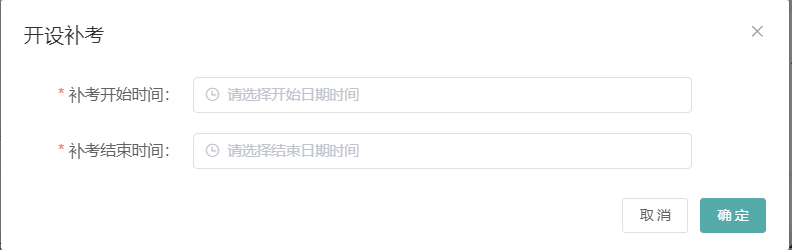 开设补考
* 补考开始时间：
请选择开始日期时间
* 补考结束时间：
请选择结束日期时间
取消
确定